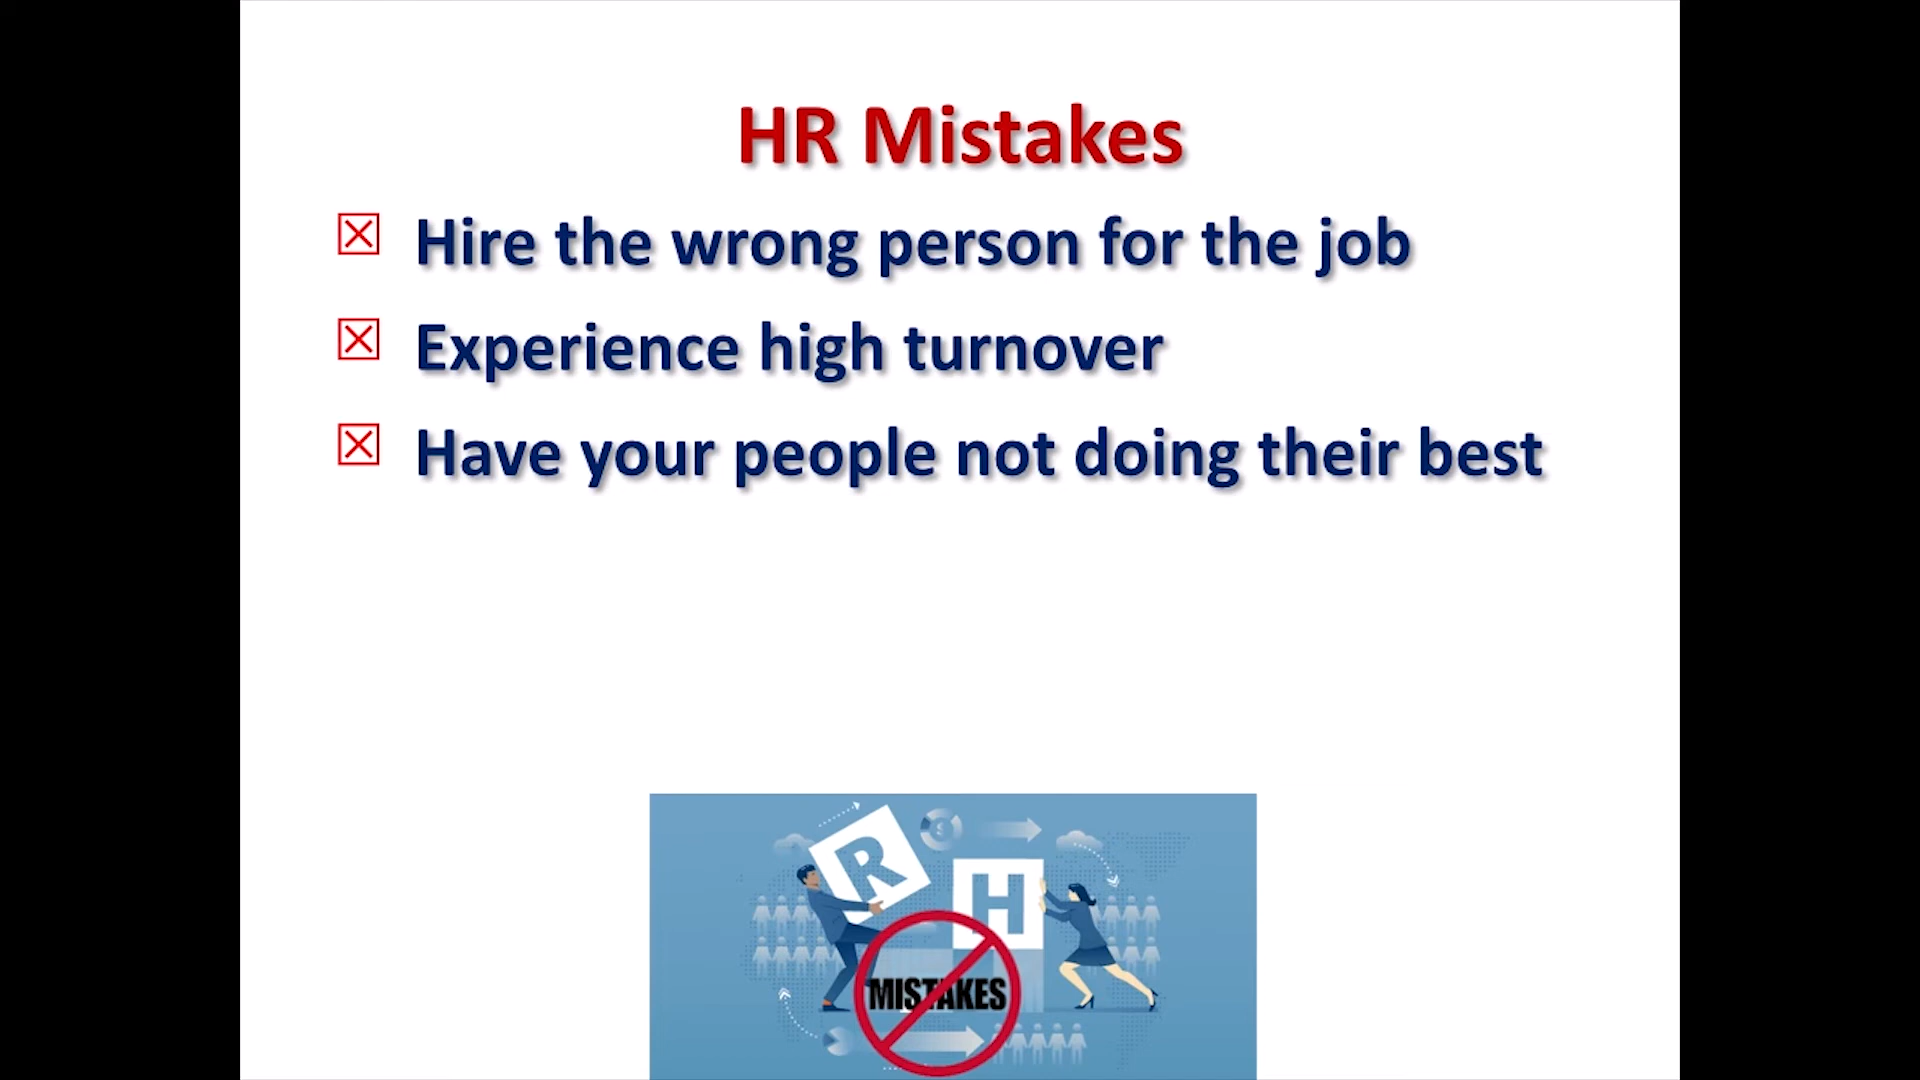 HR Mistakes
☒ Hire the wrong person for the job
☒ Experience high turnover
☒ Have your people not doing their best
R
H
$
MISTAKES